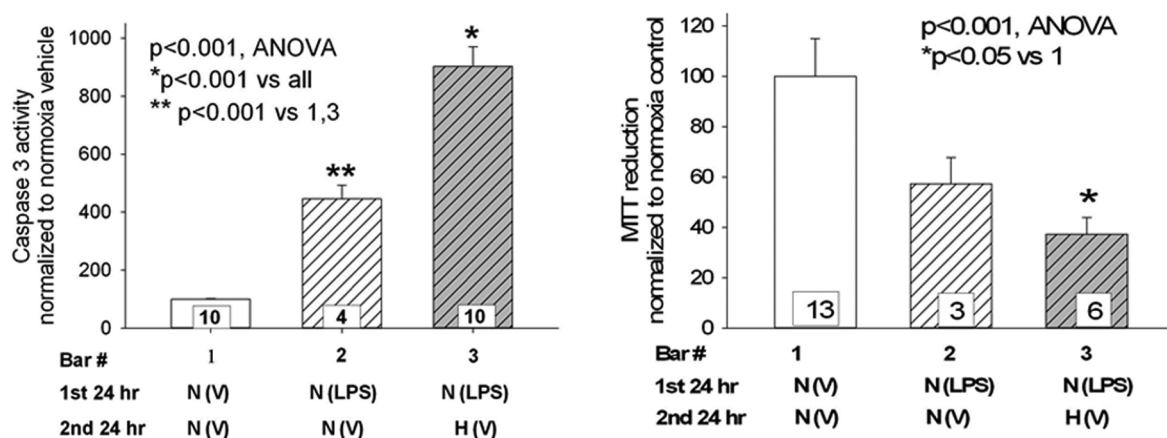 Caspase 3 activity
normalized to normoxia vehicle
1000
800
600
400
200
0
p<0.001, ANOVA
*p<0.001 vs all
** p<0.001 vs 1,3
**
*
10
4
10
Bar # 1 2 3
1st 24 hr N (V) N (LPS) N (LPS)
2nd 24 hr N (V) N (V) H (V)
MTT reduction
normalized to normoxia control
120
100
80
60
40
20
0
p<0.001, ANOVA
*p<0.05 vs 1
*
13
3
6
Bar # 1 2 3
1st 24 hr N (V) N (LPS) N (LPS)
2nd 24 hr N (V) N (V) H (V)